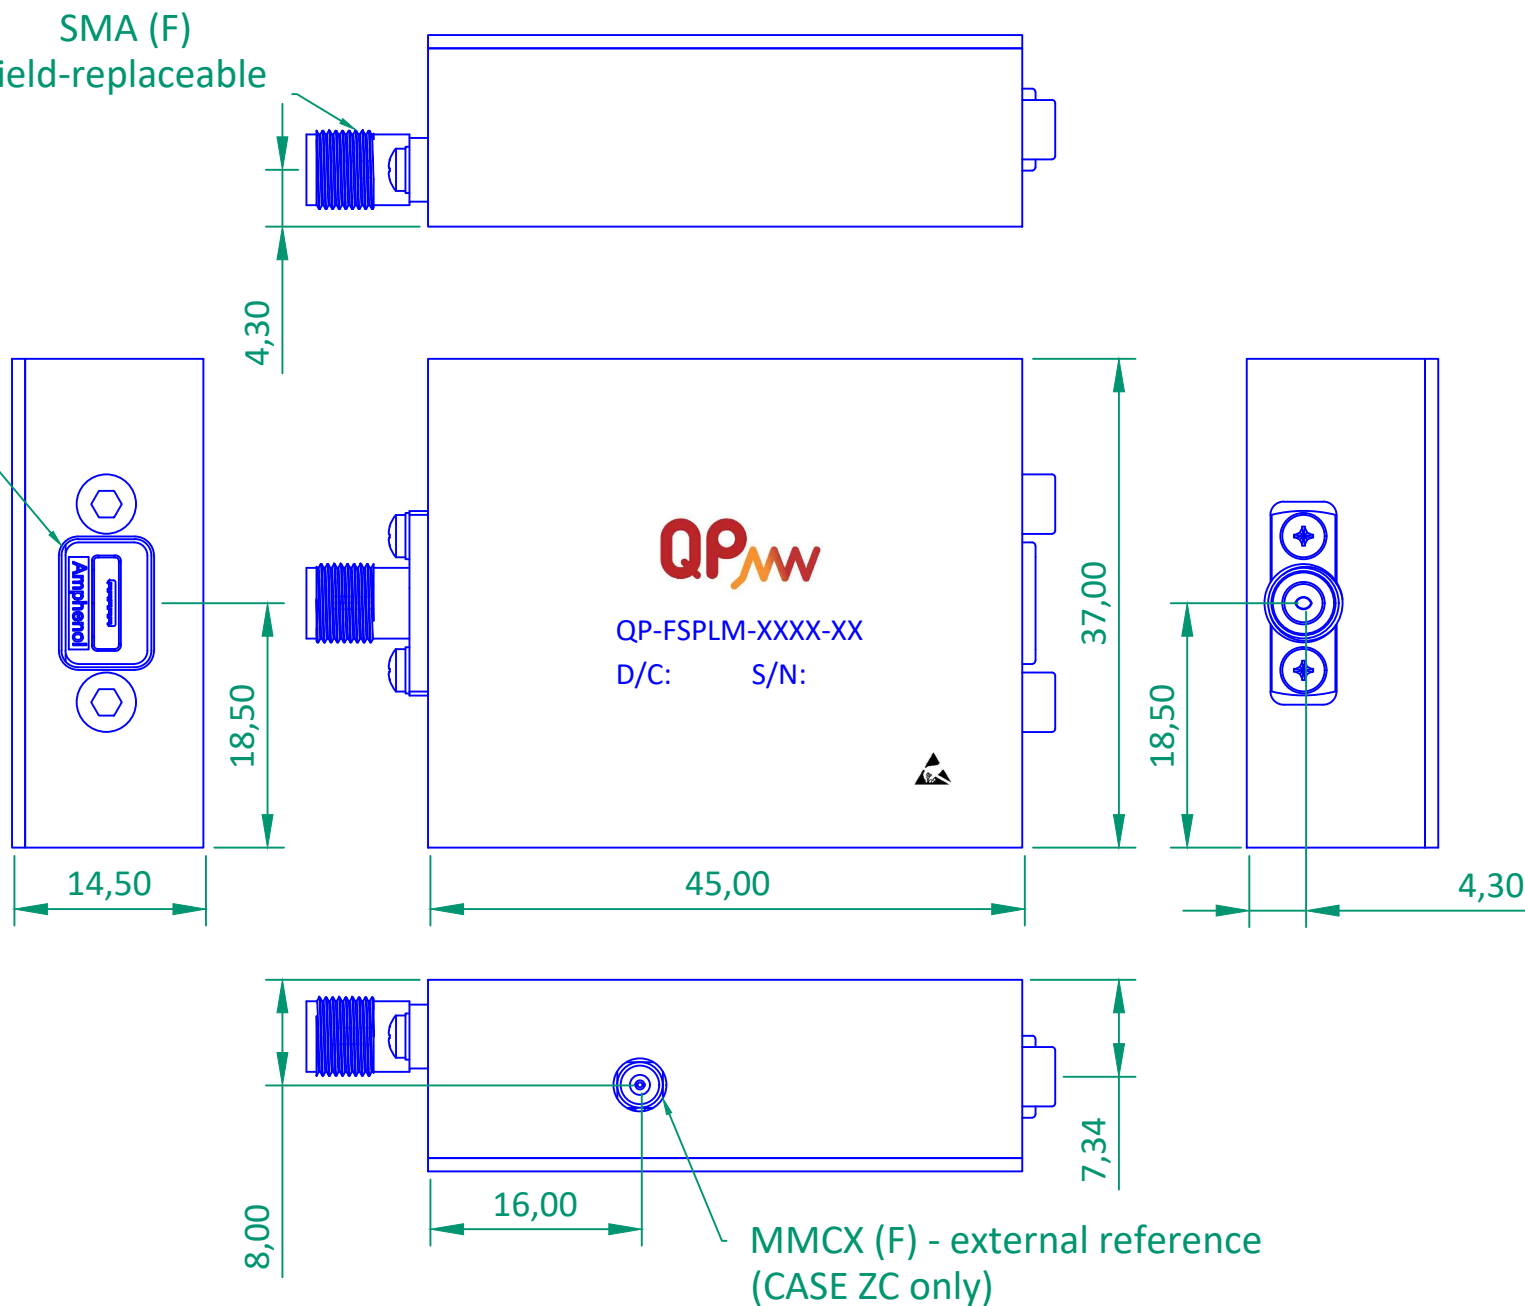 SMA (F)
ield-replaceable
4,30
Amphenol
18,50
14,50
QPMW
QP-FSPLM-XXXX-XX
D/C: S/N:
37,00
45,00
18,50
4,30
8,00
16,00
7,34
MMCX (F) - external reference
(CASE ZC only)